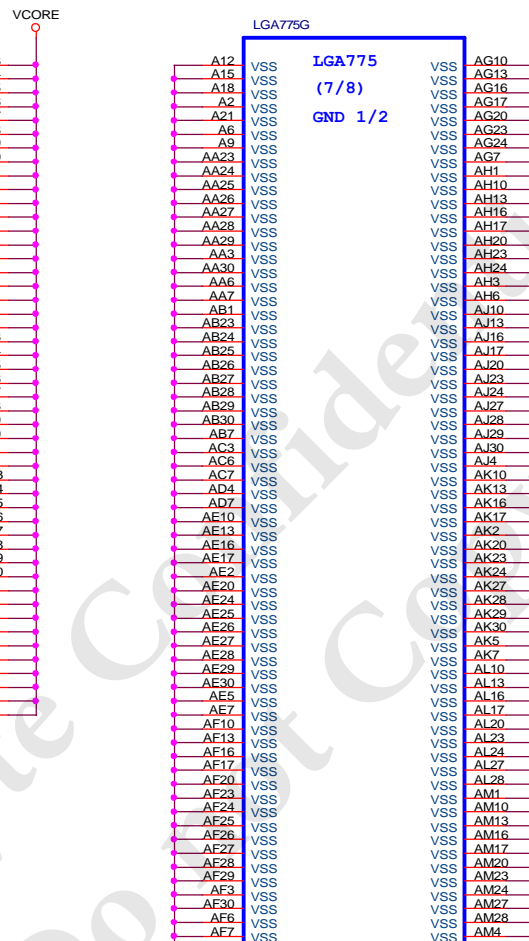 VCORE
LGA775G
A12 VSS LGA775 VSS AG10
A15 VSS VSS AG13
A18 VSS (7/8) VSS AG16
A2 VSS VSS AG17
A21 VSS GND 1/2 VSS AG20
A6 VSS VSS AG23
A9 VSS VSS AG24
AA23 VSS VSS AG7
AA24 VSS VSS AH1
AA25 VSS VSS AH10
AA26 VSS VSS AH13
AA27 VSS VSS AH16
AA28 VSS VSS AH17
AA29 VSS VSS AH20
AA3 VSS VSS AH23
AA30 VSS VSS AH24
AA6 VSS VSS AH3
AA7 VSS VSS AH6
AB1 VSS VSS AJ10
AB23 VSS VSS AJ13
AB24 VSS VSS AJ16
AB25 VSS VSS AJ17
AB26 VSS VSS AJ20
AB27 VSS VSS AJ23
AB28 VSS VSS AJ24
AB29 VSS VSS AJ27
AB30 VSS VSS AJ28
AB7 VSS VSS AJ29
AC3 VSS VSS AJ30
AC6 VSS VSS AJ4
AC7 VSS VSS AK10
AD4 VSS VSS AK13
AD7 VSS VSS AK16
AE10 VSS VSS AK17
AE13 VSS VSS AK2
AE16 VSS VSS AK20
AE17 VSS VSS AK23
AE2 VSS VSS AK24
AE20 VSS VSS AK27
AE24 VSS VSS AK28
AE25 VSS VSS AK29
AE26 VSS VSS AK30
AE27 VSS VSS AK5
AE28 VSS VSS AK7
AE29 VSS VSS AL10
AE30 VSS VSS AL13
AE5 VSS VSS AL16
AE7 VSS VSS AL17
AF10 VSS VSS AL20
AF13 VSS VSS AL23
AF16 VSS VSS AL24
AF17 VSS VSS AL27
AF20 VSS VSS AL28
AF23 VSS VSS AM1
AF24 VSS VSS AM10
AF25 VSS VSS AM13
AF26 VSS VSS AM16
AF27 VSS VSS AM17
AF28 VSS VSS AM20
AF29 VSS VSS AM23
AF3 VSS VSS AM24
AF30 VSS VSS AM27
AF6 VSS VSS AM28
AF7 VSS VSS AM4